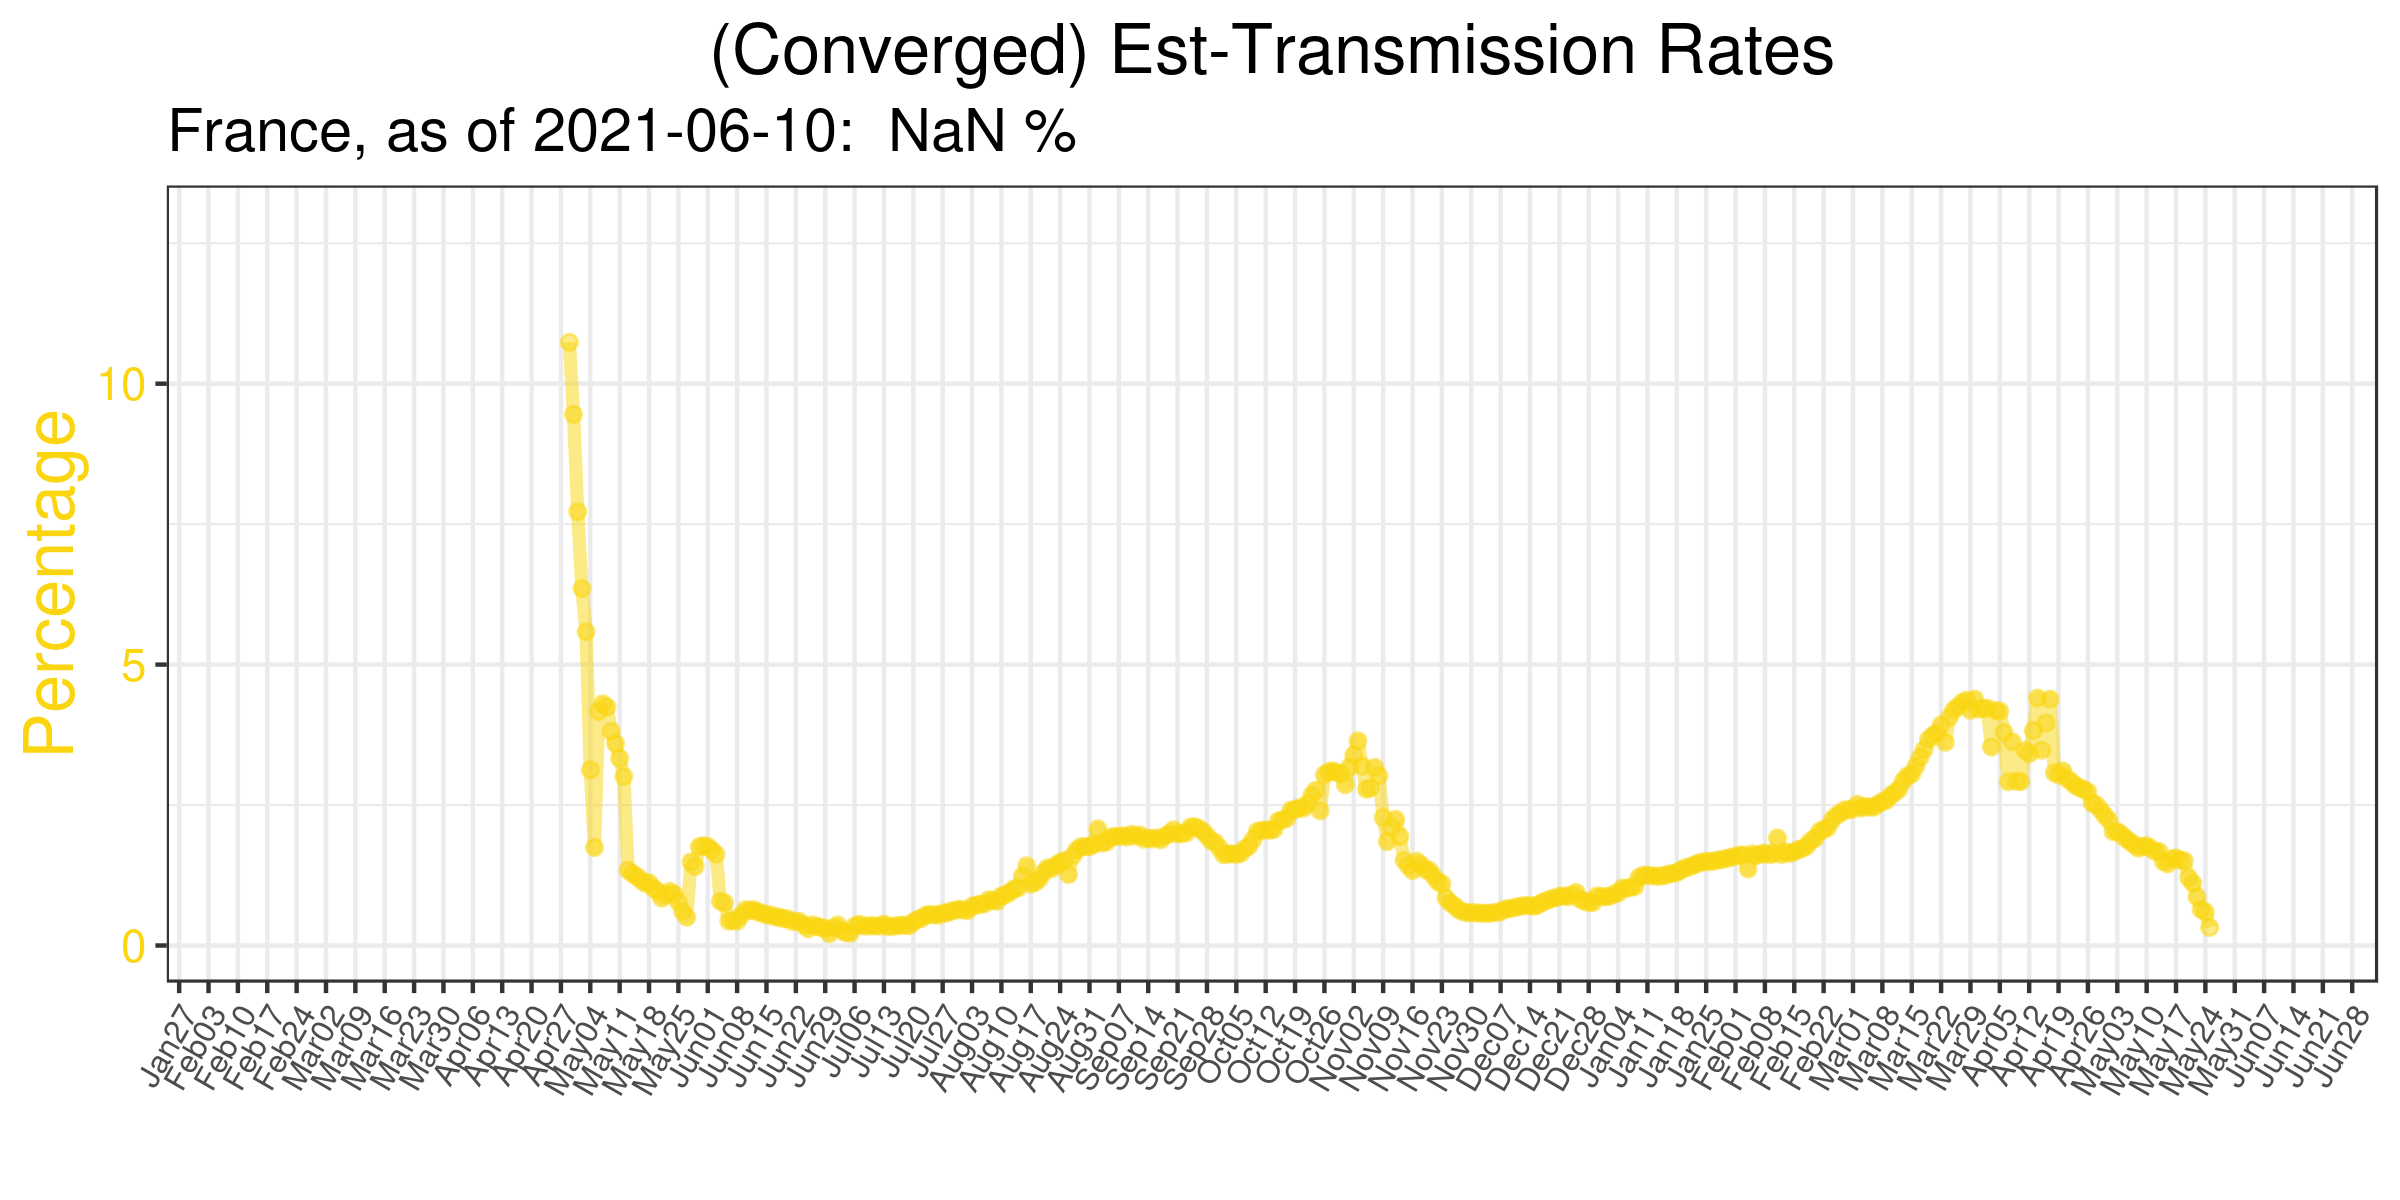 (Converged) Est-Transmission Rates
France, as of 2021-06-10:  NaN %
Percentage
10
5
0
Jan27
Feb03
Feb10
Feb17
Feb24
Mar02
Mar09
Mar16
Mar23
Mar30
Apr06
Apr13
Apr20
Apr27
May04
May11
May18
May25
Jun01
Jun08
Jun15
Jun22
Jun29
Jul06
Jul13
Jul20
Jul27
Aug03
Aug10
Aug17
Aug24
Aug31
Sep07
Sep14
Sep21
Sep28
Oct05
Oct12
Oct19
Oct26
Nov02
Nov09
Nov16
Nov23
Nov30
Dec07
Dec14
Dec21
Dec28
Jan04
Jan11
Jan18
Jan25
Feb01
Feb08
Feb15
Feb22
Mar01
Mar08
Mar15
Mar22
Mar29
Apr05
Apr12
Apr19
Apr26
May03
May10
May17
May24
May31
Jun07
Jun14
Jun21
Jun28